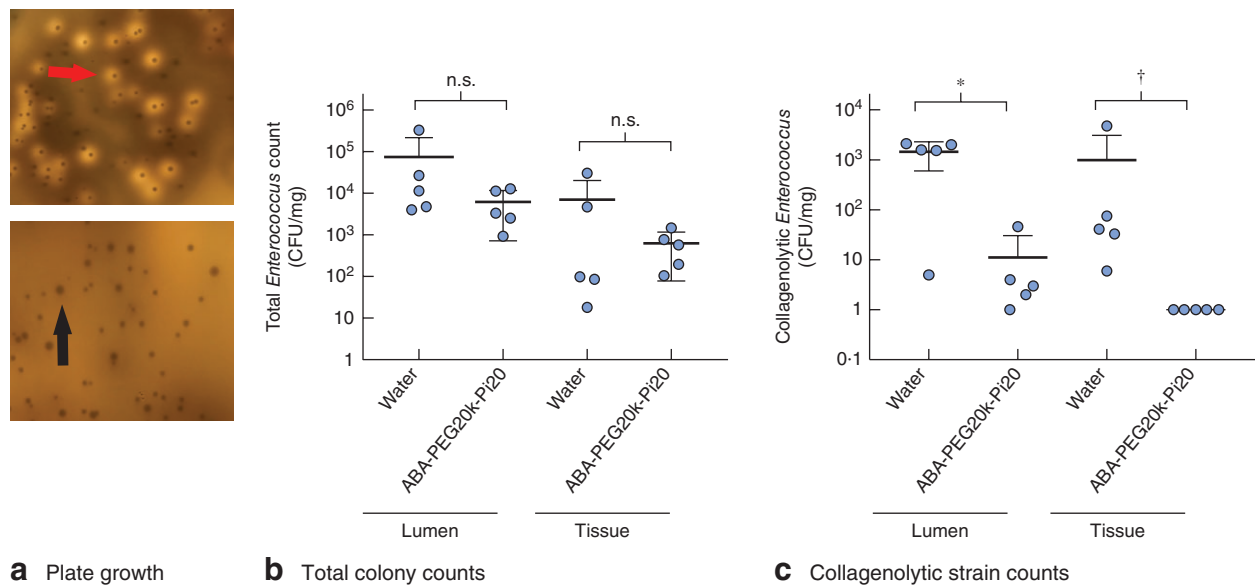 n.s.
n.s.
Total Enterococcus count
(CFU/mg)
10⁶
10⁵
10⁴
10³
10²
10
1
Water
ABA-PEG20k-Pi20
Water
ABA-PEG20k-Pi20
Lumen
Tissue
*
†
Collagenolytic Enterococcus
(CFU/mg)
10⁴
10³
10²
10
1
0·1
Water
ABA-PEG20k-Pi20
Water
ABA-PEG20k-Pi20
Lumen
Tissue
a Plate growth
b Total colony counts
c Collagenolytic strain counts